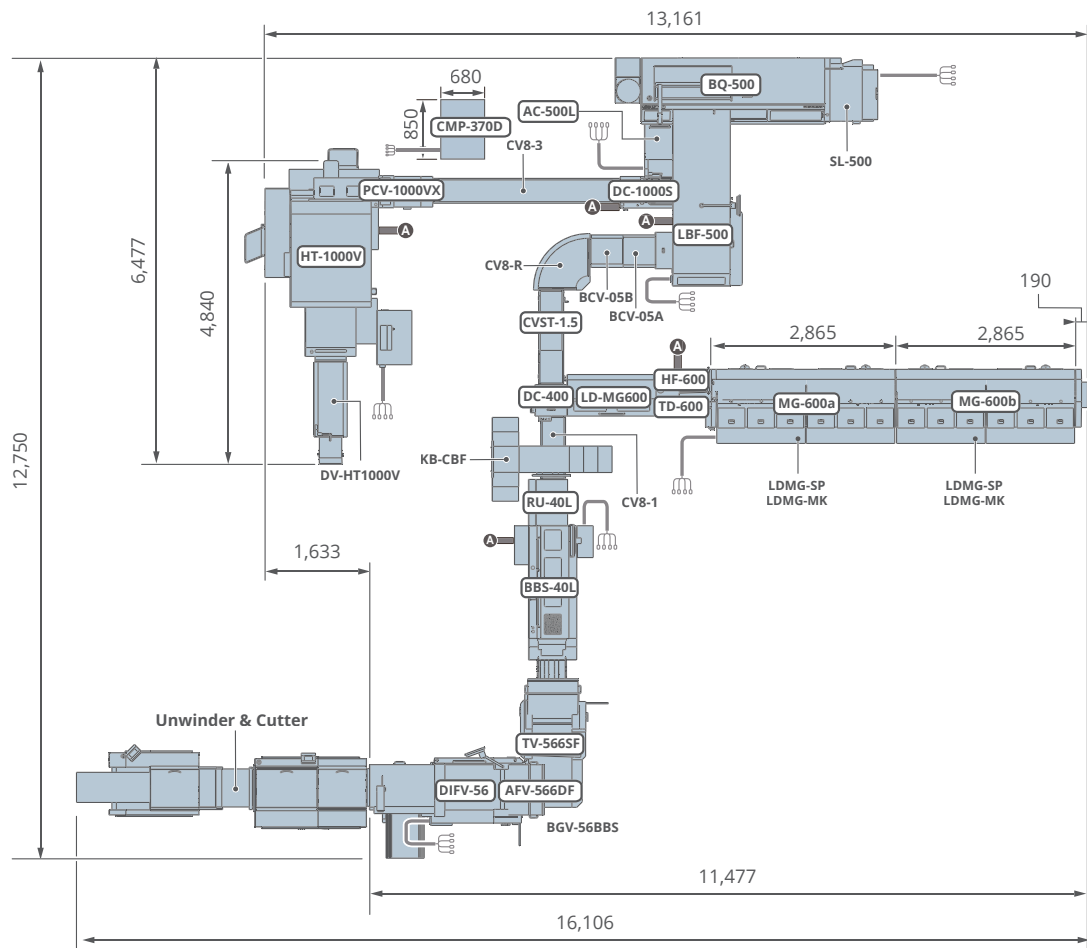 13,161
680
BQ-500
850
AC-500L
CMP-370D
CV8-3
SL-500
PCV-1000VX
DC-1000S
A
A
A
LBF-500
6,477
HT-1000V
CV8-R
190
BCV-05B
BCV-05A
4,840
CVST-1.5
2,865
2,865
A
HF-600
DC-400
LD-MG600
TD-600
MG-600a
MG-600b
12,750
KB-CBF
DV-HT1000V
LDMG-SP
LDMG-MK
LDMG-SP
LDMG-MK
CV8-1
RU-40L
A
1,633
BBS-40L
Unwinder & Cutter
TV-566SF
DIFV-56
AFV-566DF
BGV-56BBS
11,477
16,106